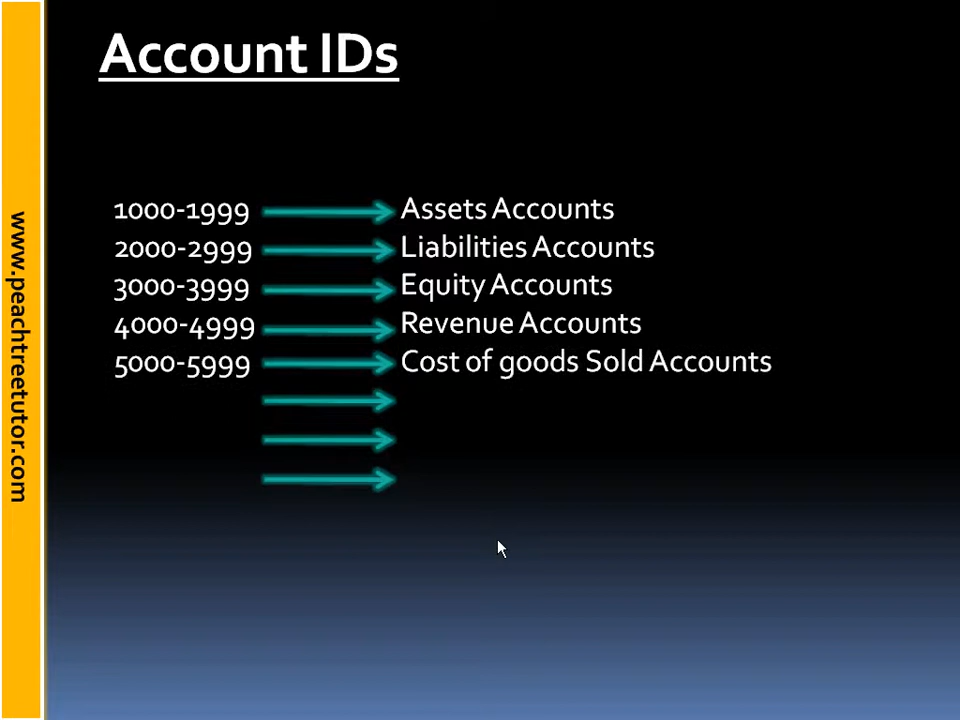 Account IDs
1000-1999 Assets Accounts
2000-2999 Liabilities Accounts
3000-3999 Equity Accounts
4000-4999 Revenue Accounts
5000-5999 Cost of goods Sold Accounts
www.peachtreetutor.com